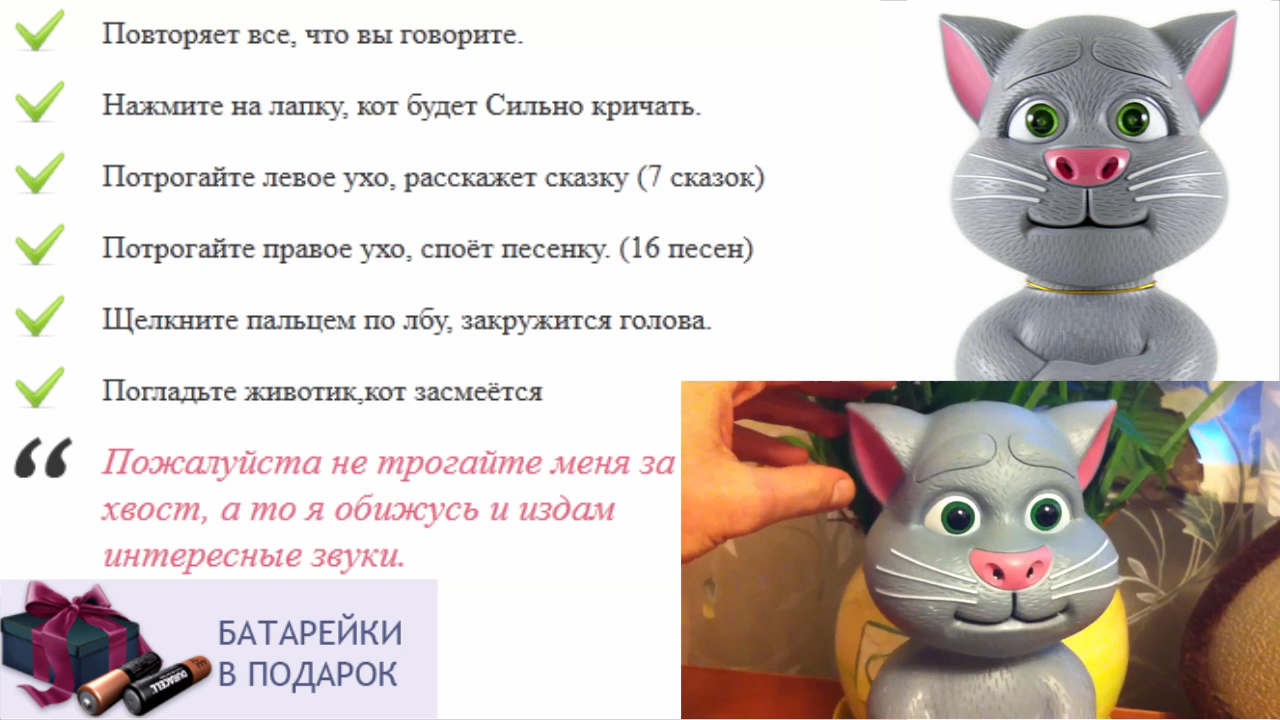 Повторяет все, что вы говорите.
Нажмите на лапку, кот будет Сильно кричать.
Потрогайте левое ухо, расскажет сказку (7 сказок)
Потрогайте правое ухо, споёт песенку. (16 песен)
Щелкните пальцем по лбу, закружится голова.
Погладьте животик,кот засмеётся
“ Пожалуйста не трогайте меня за
хвост, а то я обижусь и издам
интересные звуки.
БАТАРЕЙКИ
В ПОДАРОК
DURACELL